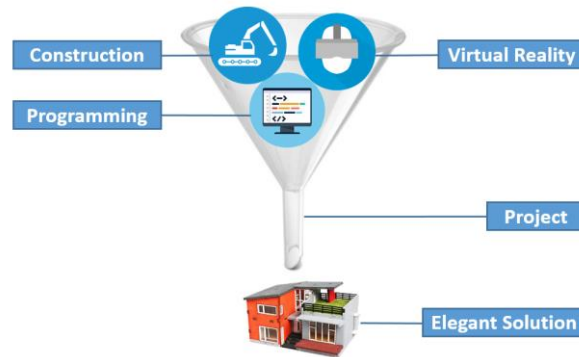 Construction
Virtual Reality
Programming
Project
Elegant Solution